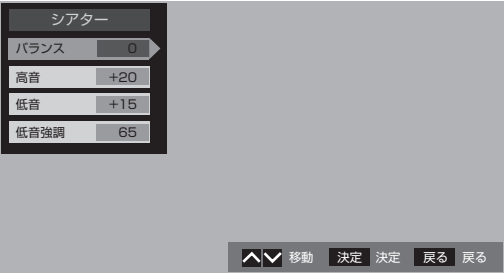 シアター
バランス 0
高音 +20
低音 +15
低音強調 65
移動 決定 決定 戻る 戻る